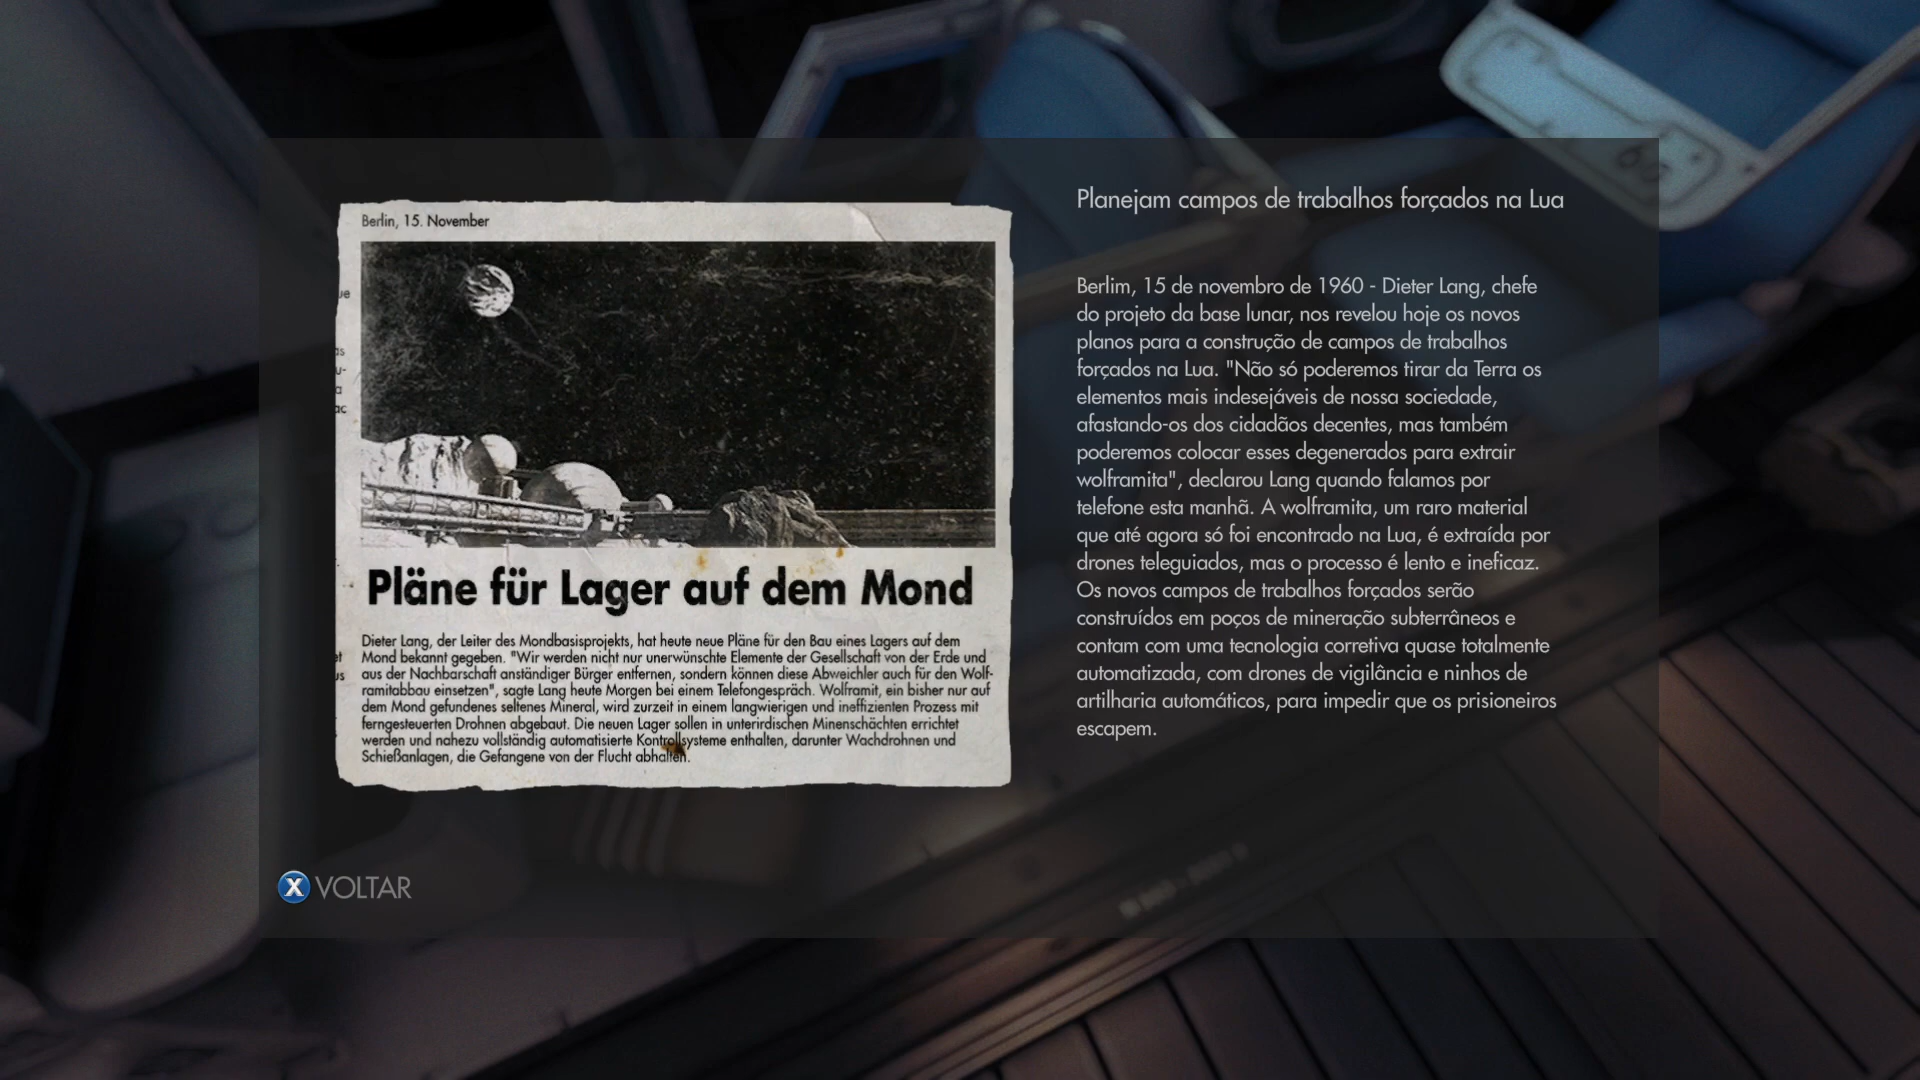 Berlin, 15. November
ue
as
u-
a
ac
Pläne für Lager auf dem Mond
Dieter Lang, der Leiter des Mondbasisprojekts, hat heute neue Pläne für den Bau eines Lagers auf dem
Mond bekannt gegeben. "Wir werden nicht nur unerwünschte Elemente der Gesellschaft von der Erde und
aus der Nachbarschaft anständiger Bürger entfernen, sondern können diese Abweichler auch für den Wolf-
ramitabbau einsetzen", sagte Lang heute Morgen bei einem Telefongespräch. Wolframit, ein bisher nur auf
dem Mond gefundenes seltenes Mineral, wird zurzeit in einem langwierigen und ineffizienten Prozess mit
ferngesteuerten Drohnen abgebaut. Die neuen Lager sollen in unterirdischen Minenschächten errichtet
werden und nahezu vollständig automatisierte Kontrollsysteme enthalten, darunter Wachdrohnen und
Schießanlagen, die Gefangene von der Flucht abhalten.
et
us
Planejam campos de trabalhos forçados na Lua
Berlim, 15 de novembro de 1960 - Dieter Lang, chefe
do projeto da base lunar, nos revelou hoje os novos
planos para a construção de campos de trabalhos
forçados na Lua. "Não só poderemos tirar da Terra os
elementos mais indesejáveis de nossa sociedade,
afastando-os dos cidadãos decentes, mas também
poderemos colocar esses degenerados para extrair
wolframita", declarou Lang quando falamos por
telefone esta manhã. A wolframita, um raro material
que até agora só foi encontrado na Lua, é extraída por
drones teleguiados, mas o processo é lento e ineficaz.
Os novos campos de trabalhos forçados serão
construídos em poços de mineração subterrâneos e
contam com uma tecnologia corretiva quase totalmente
automatizada, com drones de vigilância e ninhos de
artilharia automáticos, para impedir que os prisioneiros
escapem.
X VOLTAR